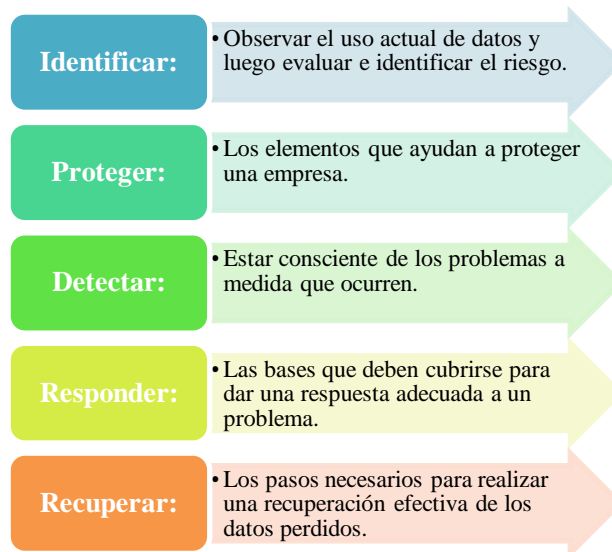 Identificar:
• Observar el uso actual de datos y
luego evaluar e identificar el riesgo.
Proteger:
• Los elementos que ayudan a proteger
una empresa.
Detectar:
• Estar consciente de los problemas a
medida que ocurren.
Responder:
• Las bases que deben cubrirse para
dar una respuesta adecuada a un
problema.
Recuperar:
• Los pasos necesarios para realizar
una recuperación efectiva de los
datos perdidos.